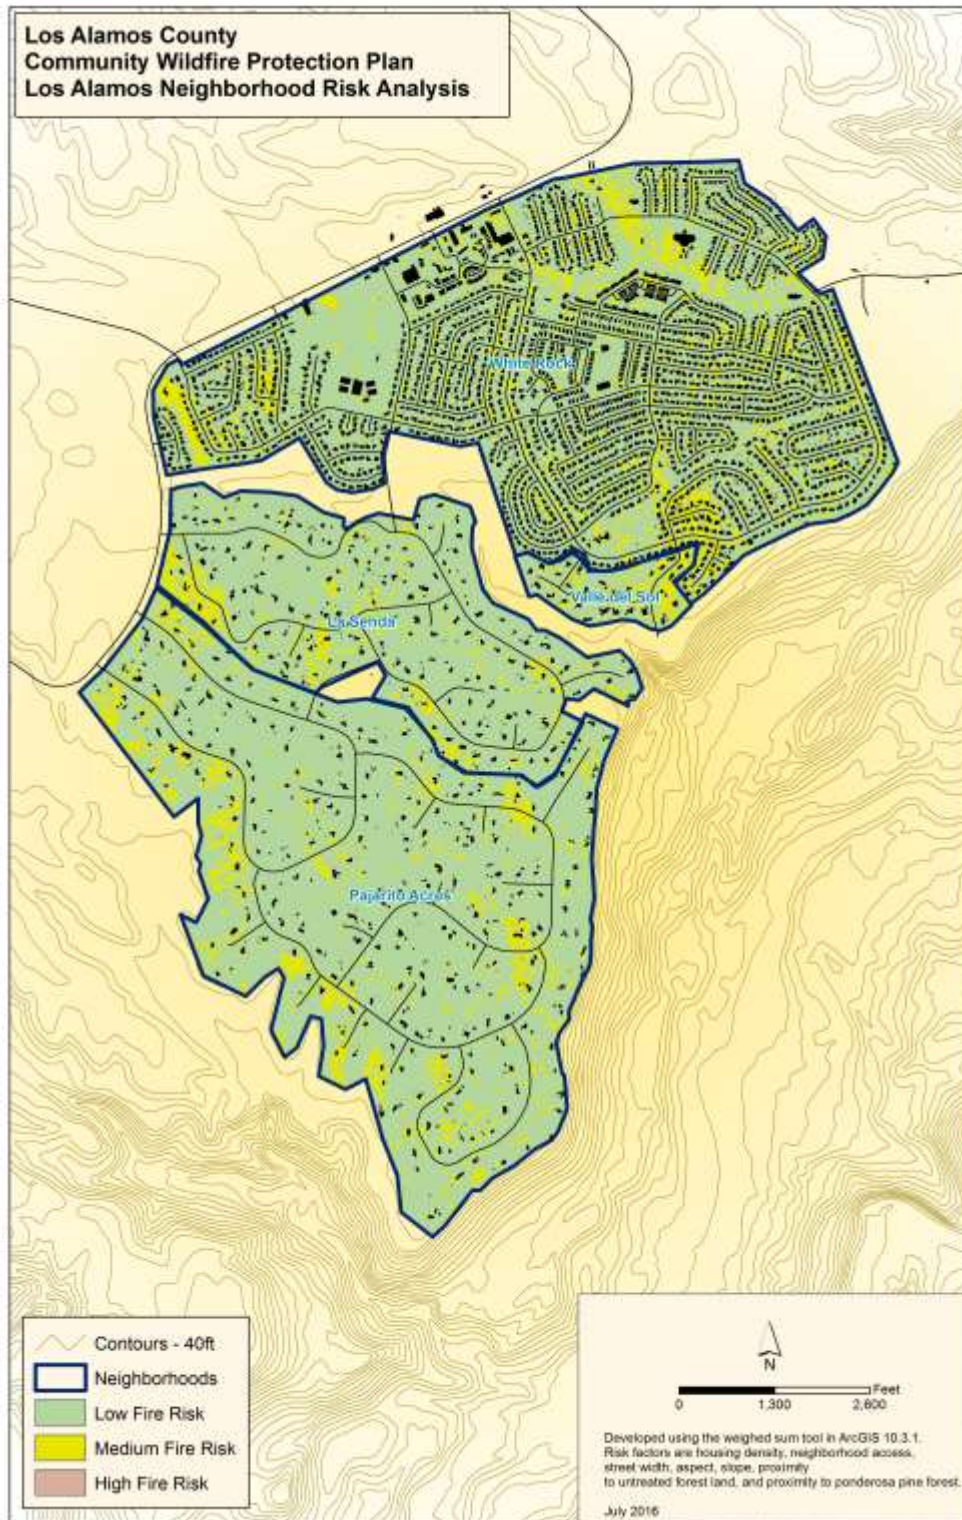 Los Alamos County
Community Wildfire Protection Plan
Los Alamos Neighborhood Risk Analysis
White Rock
Valle del Sol
La Senda
Pajarito Acres
Contours - 40ft
Neighborhoods
Low Fire Risk
Medium Fire Risk
High Fire Risk
N
Feet
0 1,300 2,600
Developed using the weighed sum tool in ArcGIS 10.3.1.
Risk factors are housing density, neighborhood access,
street width, aspect, slope, proximity
to untreated forest land, and proximity to ponderosa pine forest.
July 2016